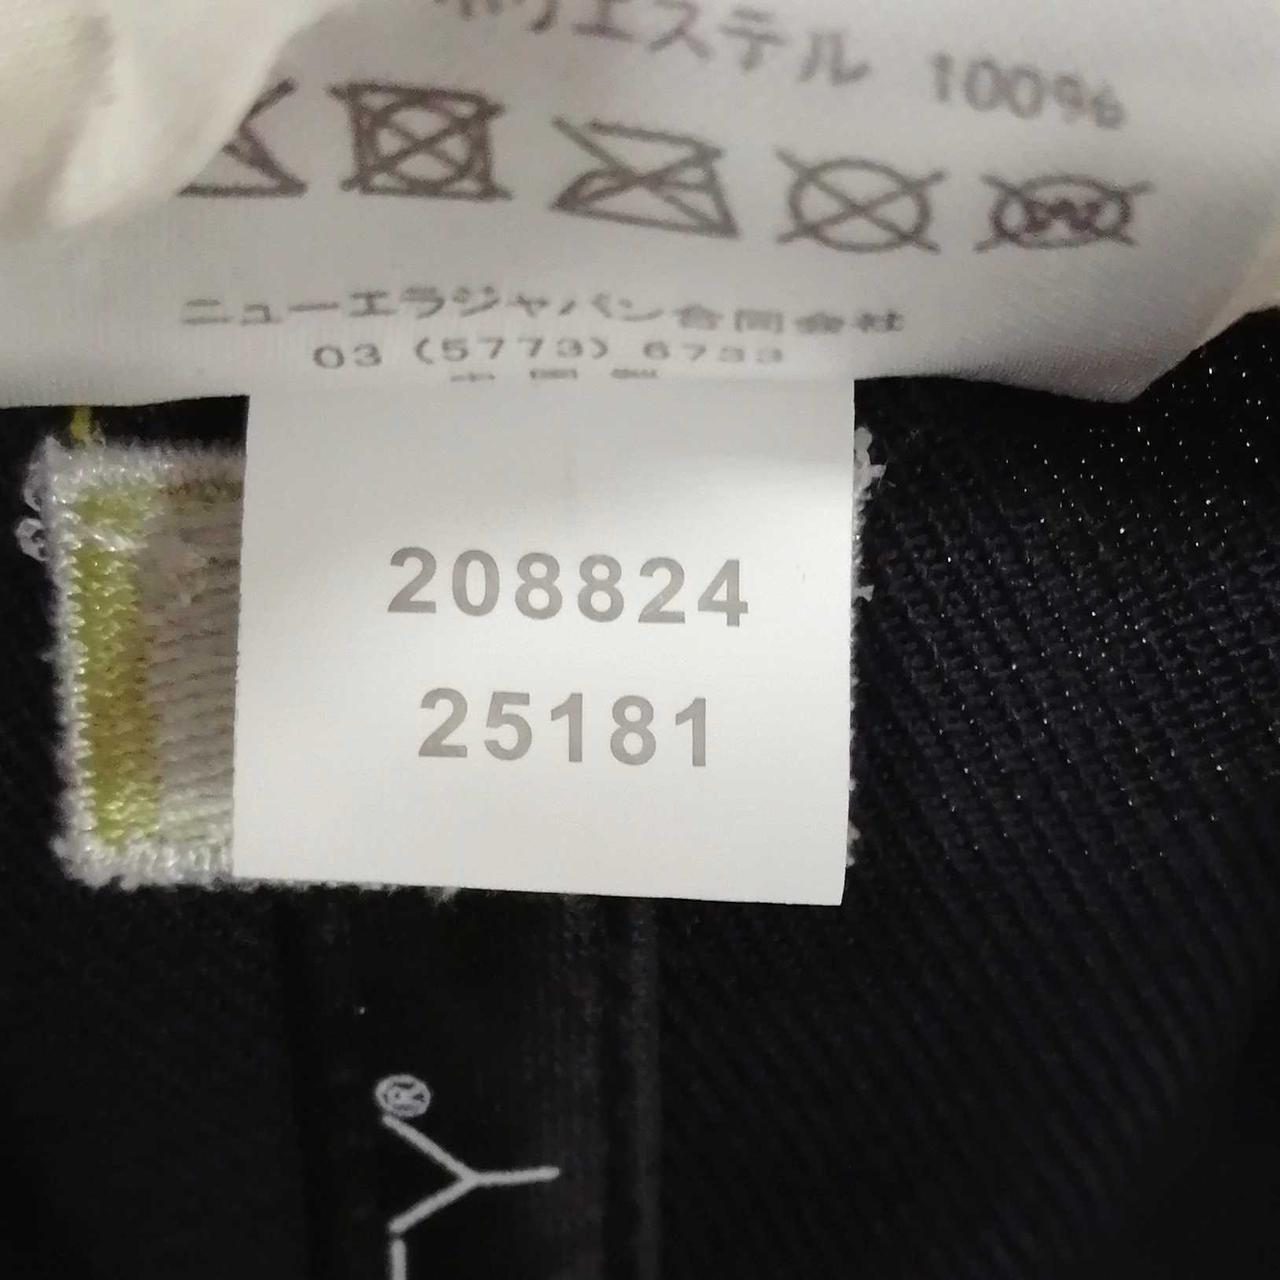 ポリエステル 100%
ニューエラジャパン合同会社
03 (5773) 6733
208824
25181
®
Y